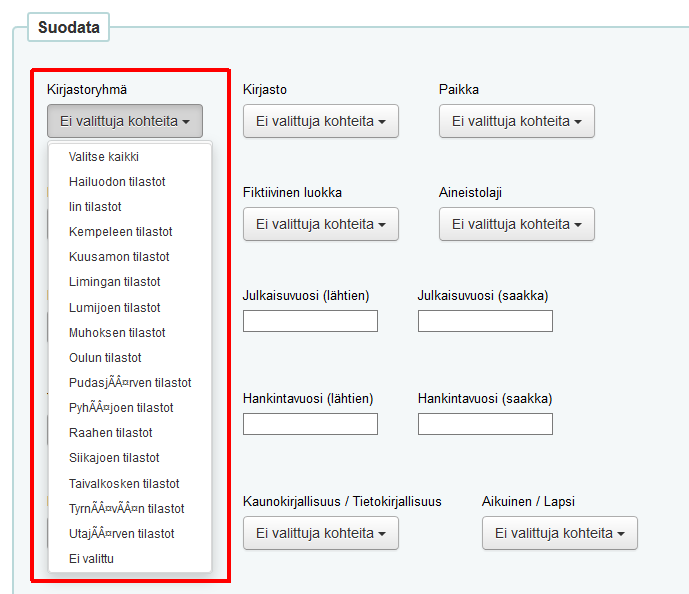 Suodata
Kirjastoryhmä
Kirjasto
Paikka
Ei valittuja kohteita
Ei valittuja kohteita
Ei valittuja kohteita
Valitse kaikki
Hailuodon tilastot
Iin tilastot
Kempeleen tilastot
Kuusamon tilastot
Limingan tilastot
Lumijoen tilastot
Muhoksen tilastot
Oulun tilastot
PudasjÃÂ¤rven tilastot
PyhÃÂ¤joen tilastot
Raahen tilastot
Siikajoen tilastot
Taivalkosken tilastot
TyrnÃÂ¤vÃÂ¤n tilastot
UtajÃÂ¤rven tilastot
Ei valittu
Fiktiivinen luokka
Aineistolaji
Ei valittuja kohteita
Ei valittuja kohteita
Julkaisuvuosi (lähtien)
Julkaisuvuosi (saakka)
Hankintavuosi (lähtien)
Hankintavuosi (saakka)
Kaunokirjallisuus / Tietokirjallisuus
Aikuinen / Lapsi
Ei valittuja kohteita
Ei valittuja kohteita